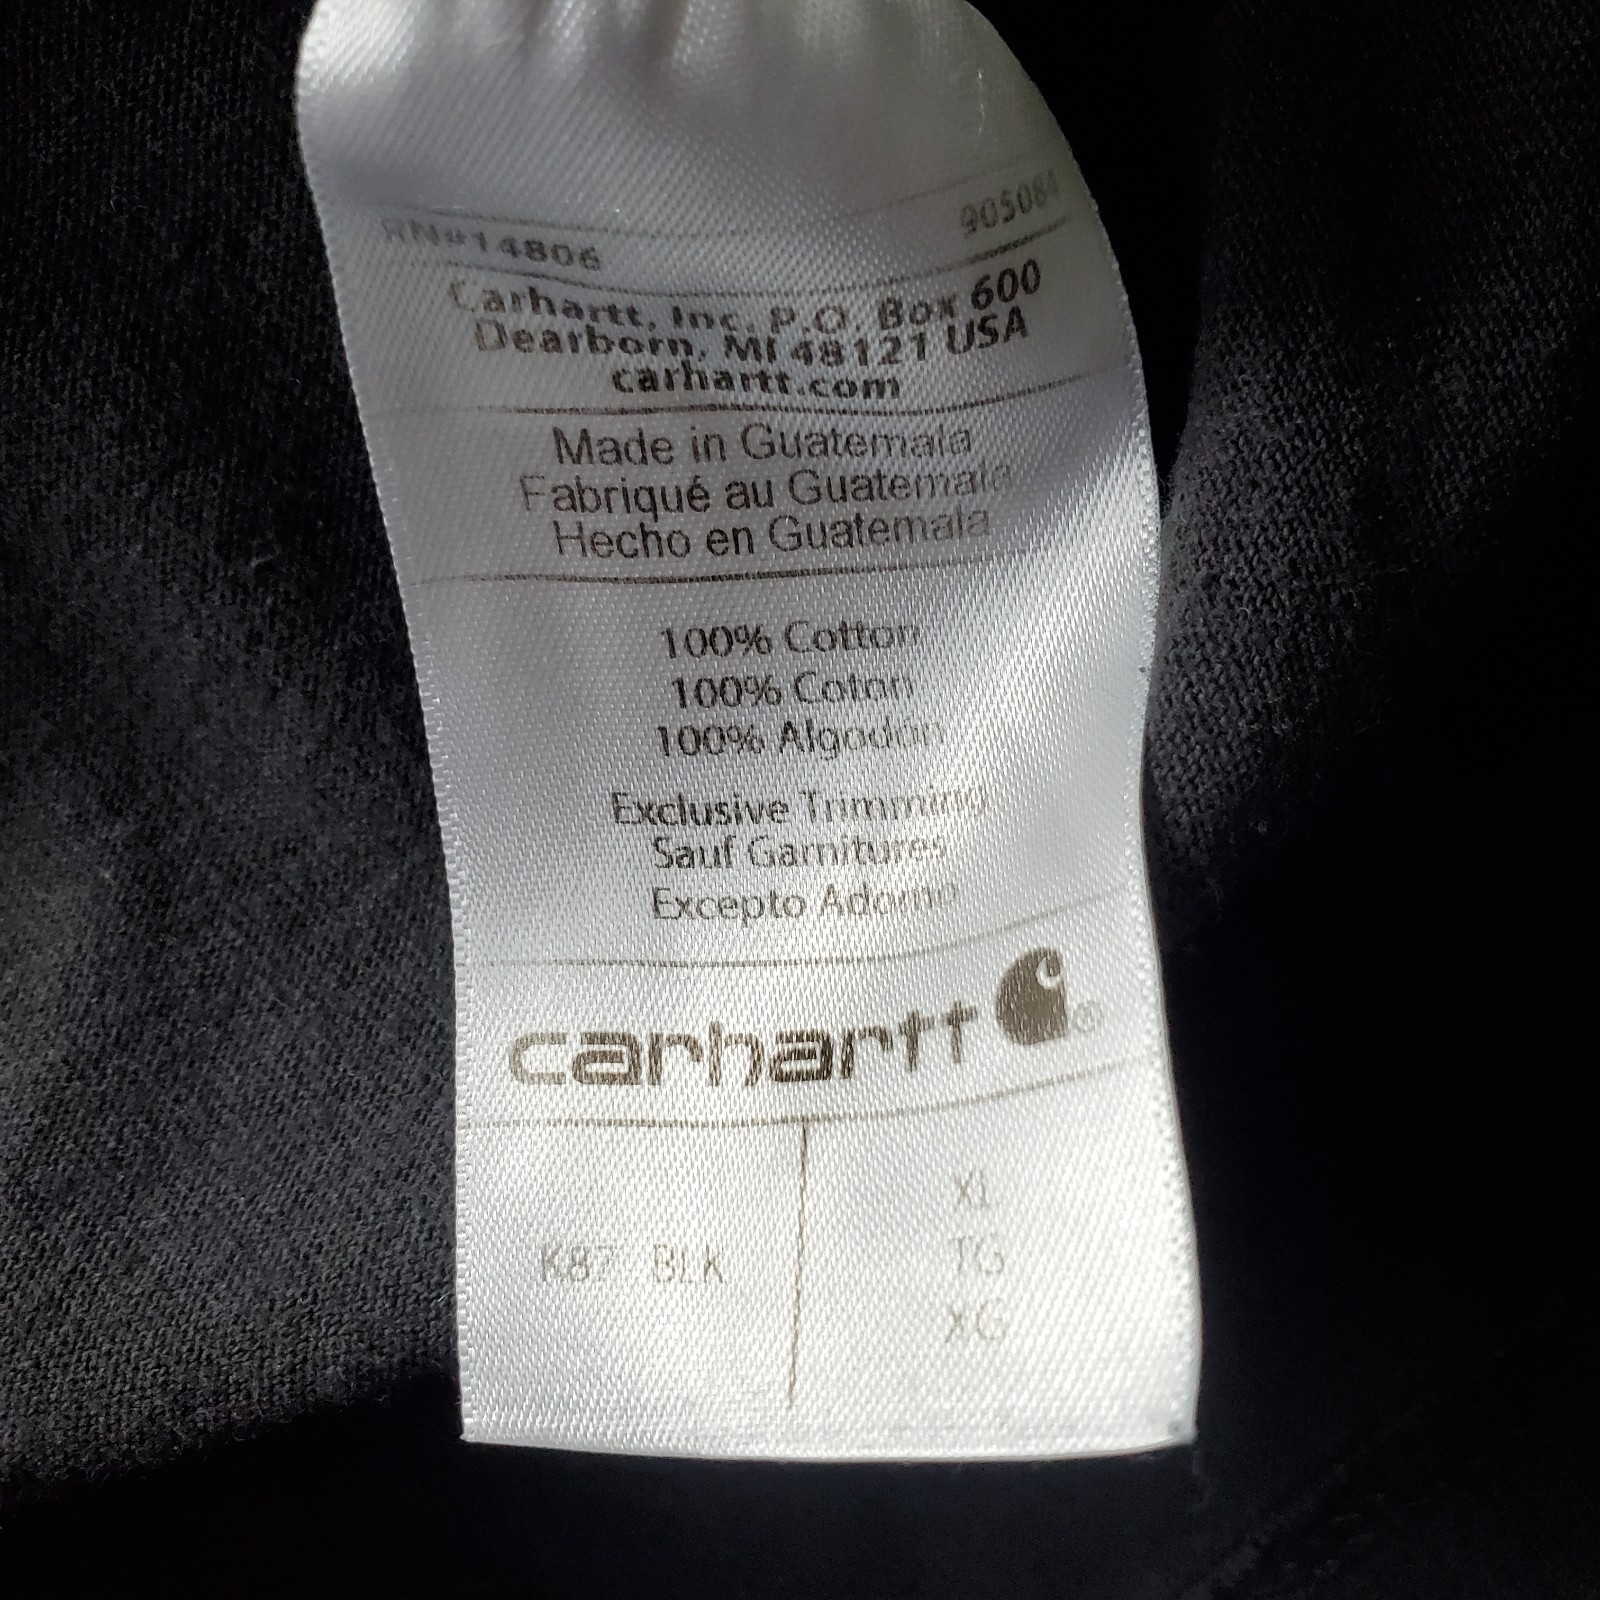 RN#14806 905084
Carhartt, Inc. P.O. Box 600
Dearborn, MI 48121 USA
carhartt.com
Made in Guatemala
Fabriqué au Guatemala
Hecho en Guatemala
100% Cotton
100% Coton
100% Algodón
Exclusive Trimming
Sauf Garnitures
Excepto Adorno
carhartt ®
XL
K87 BLK TG
XG